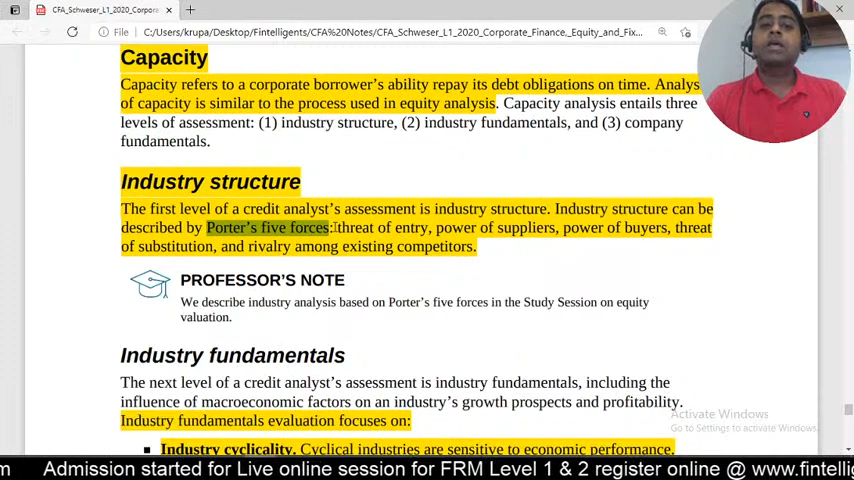 CFA_Schweser_L1_2020_Corporat
File
C:/Users/krupa/Desktop/Fintelligents/CFA%20Notes/CFA_Schweser_L1_2020_Corporate_Finance,_Equity_and_Fix...
Capacity
Capacity refers to a corporate borrower's ability repay its debt obligations on time. Analys
of capacity is similar to the process used in equity analysis. Capacity analysis entails three
levels of assessment: (1) industry structure, (2) industry fundamentals, and (3) company
fundamentals.
Industry structure
The first level of a credit analyst's assessment is industry structure. Industry structure can be
described by Porter's five forces: threat of entry, power of suppliers, power of buyers, threat
of substitution, and rivalry among existing competitors.
PROFESSOR'S NOTE
We describe industry analysis based on Porter's five forces in the Study Session on equity
valuation.
Industry fundamentals
The next level of a credit analyst's assessment is industry fundamentals, including the
influence of macroeconomic factors on an industry's growth prospects and profitability.
Industry fundamentals evaluation focuses on:
Activate Windows
Go to Settings to activate Windows.
■ Industry cyclicality. Cyclical industries are sensitive to economic performance.
m Admission started for Live online session for FRM Level 1 & 2 register online @ www.fintellig